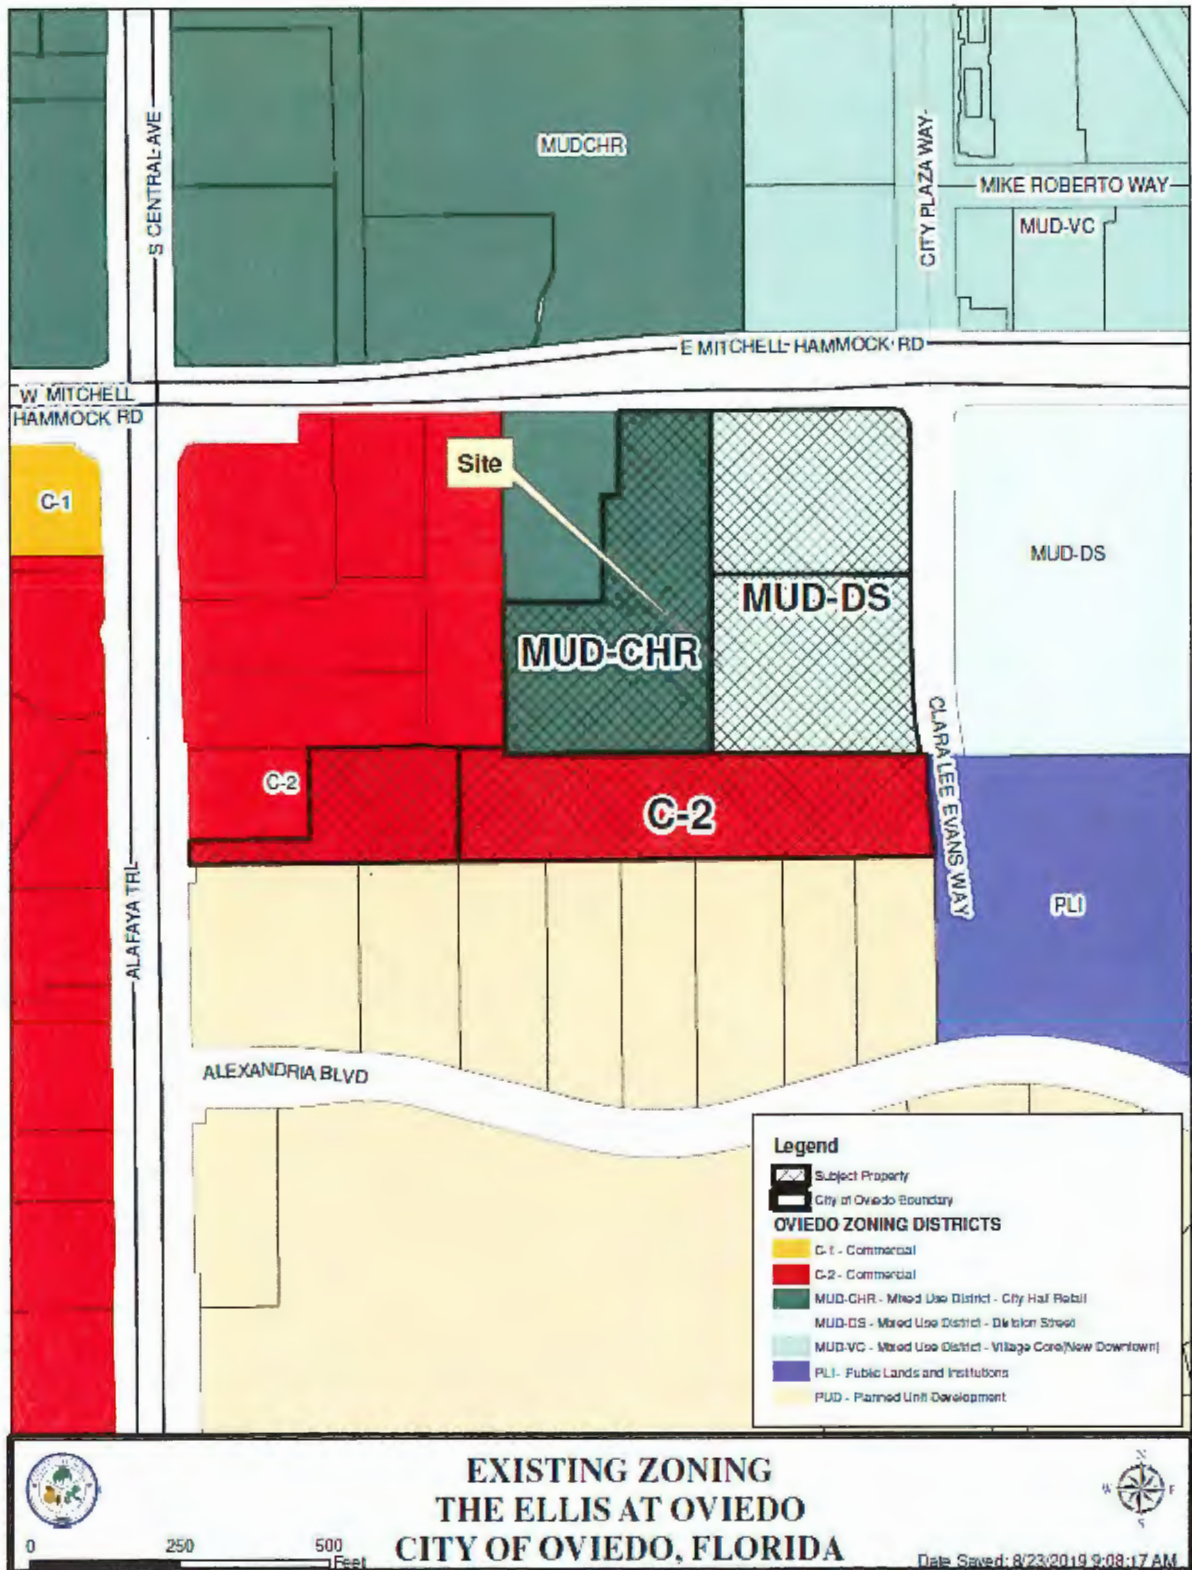 MUDCHR
S CENTRAL AVE
CITY PLAZA WAY
MIKE ROBERTO WAY
MUD-VC
E MITCHELL HAMMOCK RD
W MITCHELL
HAMMOCK RD
Site
C-1
MUD-DS
MUD-DS
MUD-CHR
CLARA LEE EVANS WAY
C-2
C-2
ALAFAYA TRL
PLI
ALEXANDRIA BLVD
Legend
Subject Property
City of Oviedo Boundary
OVIEDO ZONING DISTRICTS
C-1 - Commercial
C-2 - Commercial
MUD-CHR - Mixed Use District - City Hall Retail
MUD-DS - Mixed Use District - Division Street
MUD-VC - Mixed Use District - Village Core(New Downtown)
PLI- Public Lands and Institutions
PUD - Planned Unit Development
EXISTING ZONING
THE ELLIS AT OVIEDO
CITY OF OVIEDO, FLORIDA
N
W
E
S
0 250 500
Feet
Date Saved: 8/23/2019 9:08:17 AM